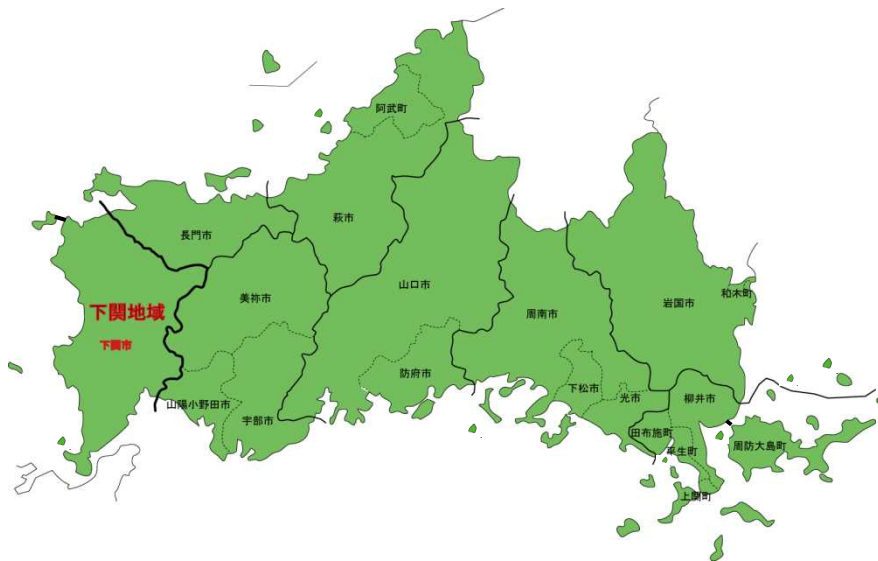 阿武町
萩市
長門市
美祢市
山口市
岩国市
和木町
下関地域
下関市
周南市
防府市
下松市
光市
柳井市
山陽小野田市
宇部市
田布施町
平生町
周防大島町
上関町